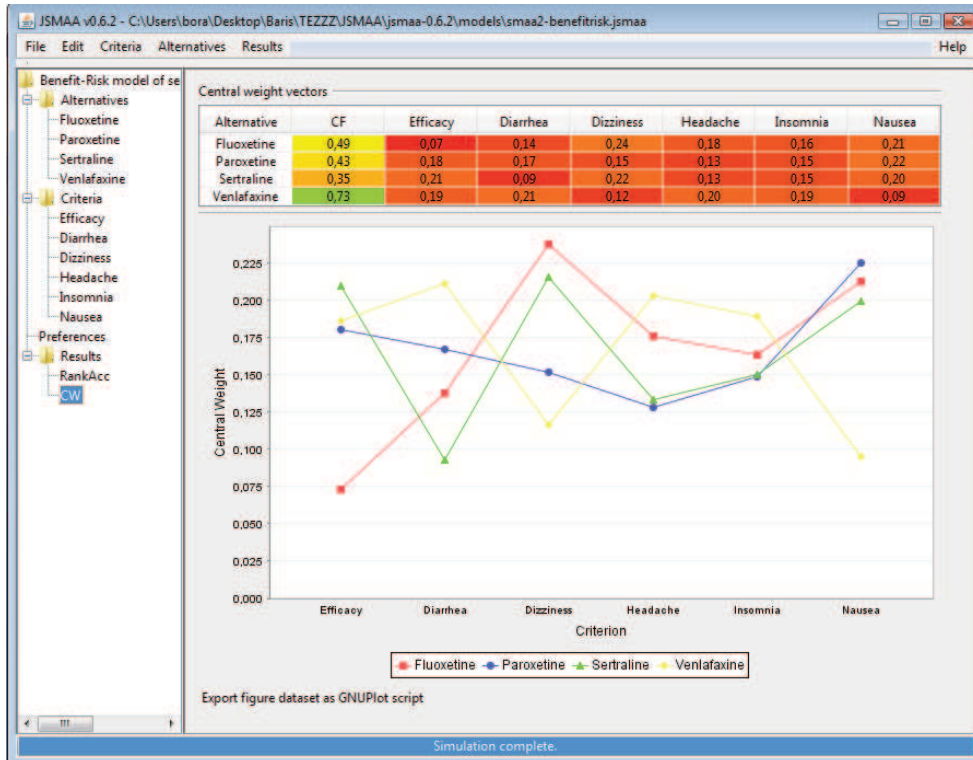 JSMAA v0.6.2 - C:\Users\bora\Desktop\Baris\TEZZZ\JSMAA\jsmaa-0.6.2\models\smaa2-benefitrisk.jsmaa
File Edit Criteria Alternatives Results Help
Benefit-Risk model of se
Alternatives
Fluoxetine
Paroxetine
Sertraline
Venlafaxine
Criteria
Efficacy
Diarrhea
Dizziness
Headache
Insomnia
Nausea
Preferences
Results
RankAcc
CW
Central weight vectors
Alternative CF Efficacy Diarrhea Dizziness Headache Insomnia Nausea
Fluoxetine 0,49 0,07 0,14 0,24 0,18 0,16 0,21
Paroxetine 0,43 0,18 0,17 0,15 0,13 0,15 0,22
Sertraline 0,35 0,21 0,09 0,22 0,13 0,15 0,20
Venlafaxine 0,73 0,19 0,21 0,12 0,20 0,19 0,09
Central Weight
0,225
0,200
0,175
0,150
0,125
0,100
0,075
0,050
0,025
0,000
Efficacy Diarrhea Dizziness Headache Insomnia Nausea
Criterion
Fluoxetine Paroxetine Sertraline Venlafaxine
Export figure dataset as GNUPlot script
Simulation complete.